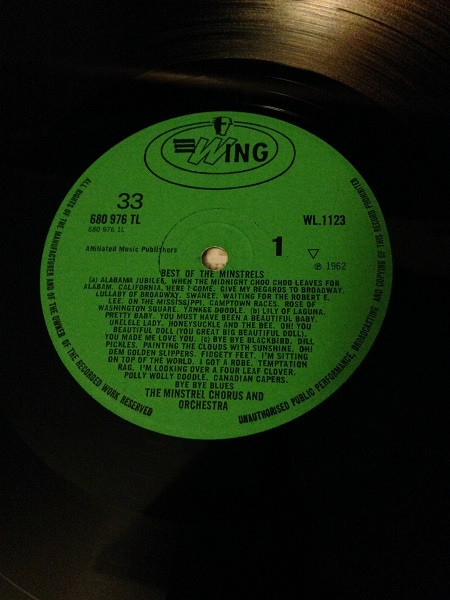 WING
33
680 976 TL
680 976 1L
WL.1123
Affiliated Music Publishers
1
℗ 1962
BEST OF THE MINSTRELS
(a) ALABAMA JUBILEE. WHEN THE MIDNIGHT CHOO CHOO LEAVES FOR
ALABAM. CALIFORNIA, HERE I COME. GIVE MY REGARDS TO BROADWAY.
LULLABY OF BROADWAY. SWANEE. WAITING FOR THE ROBERT E.
LEE. ON THE MISSISSIPPI. CAMPTOWN RACES. ROSE OF
WASHINGTON SQUARE. YANKEE DOODLE. (b) LILY OF LAGUNA.
PRETTY BABY. YOU MUST HAVE BEEN A BEAUTIFUL BABY.
UKELELE LADY. HONEYSUCKLE AND THE BEE. OH! YOU
BEAUTIFUL DOLL (YOU GREAT BIG BEAUTIFUL DOLL).
YOU MADE ME LOVE YOU. (c) BYE BYE BLACKBIRD. DILL
PICKLES. PAINTING THE CLOUDS WITH SUNSHINE. OH!
DEM GOLDEN SLIPPERS. FIDGETY FEET. I'M SITTING
ON TOP OF THE WORLD. I GOT A ROBE. TEMPTATION
RAG. I'M LOOKING OVER A FOUR LEAF CLOVER.
POLLY WOLLY DOODLE. CANADIAN CAPERS.
BYE BYE BLUES
THE MINSTREL CHORUS AND
ORCHESTRA
ALL RIGHTS OF THE MANUFACTURER AND OF THE OWNER OF THE RECORDED WORK RESERVED
UNAUTHORISED PUBLIC PERFORMANCE, BROADCASTING AND COPYING OF THIS RECORD PROHIBITED